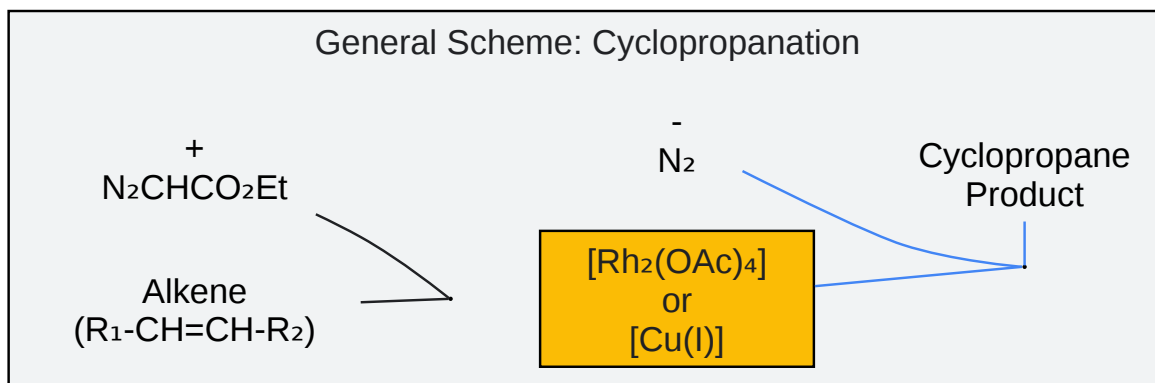 General Scheme: Cyclopropanation
+
N₂CHCO₂Et
Alkene
(R₁-CH=CH-R₂)
-
N₂
[Rh₂(OAc)₄]
or
[Cu(I)]
Cyclopropane
Product